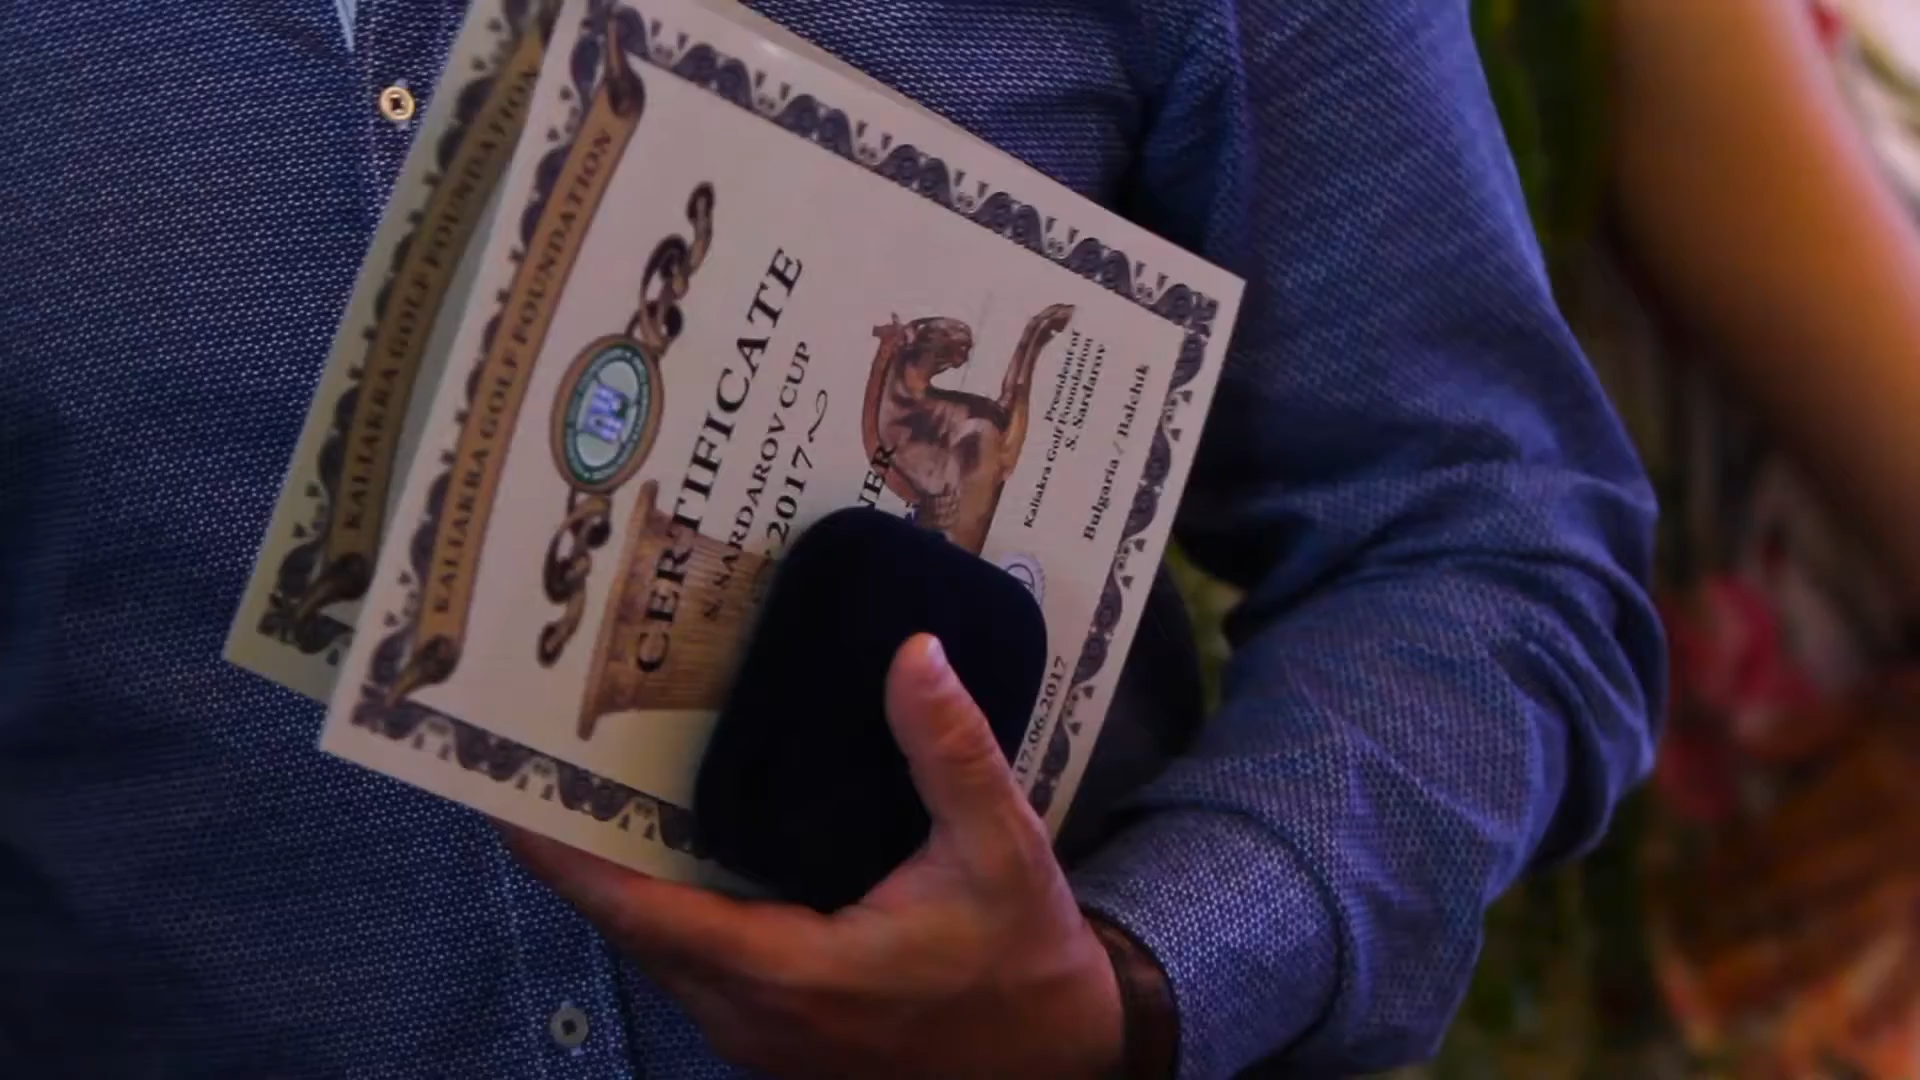 KALIAKRA GOLF FOUNDATION
KALIAKRA GOLF FOUNDATION
CERTIFICATE
S. SARDAROV CUP
2017
NER
President of
Kaliakra Golf Foundation
S. Sardarov
Bulgaria / Balchik
17.06.2017